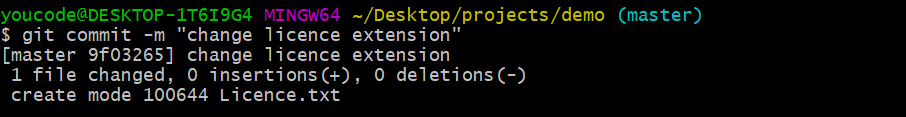 youcode@DESKTOP-1T6I9G4 MINGW64 ~/Desktop/projects/demo (master)
$ git commit -m "change licence extension"
[master 9f03265] change licence extension
 1 file changed, 0 insertions(+), 0 deletions(-)
 create mode 100644 Licence.txt